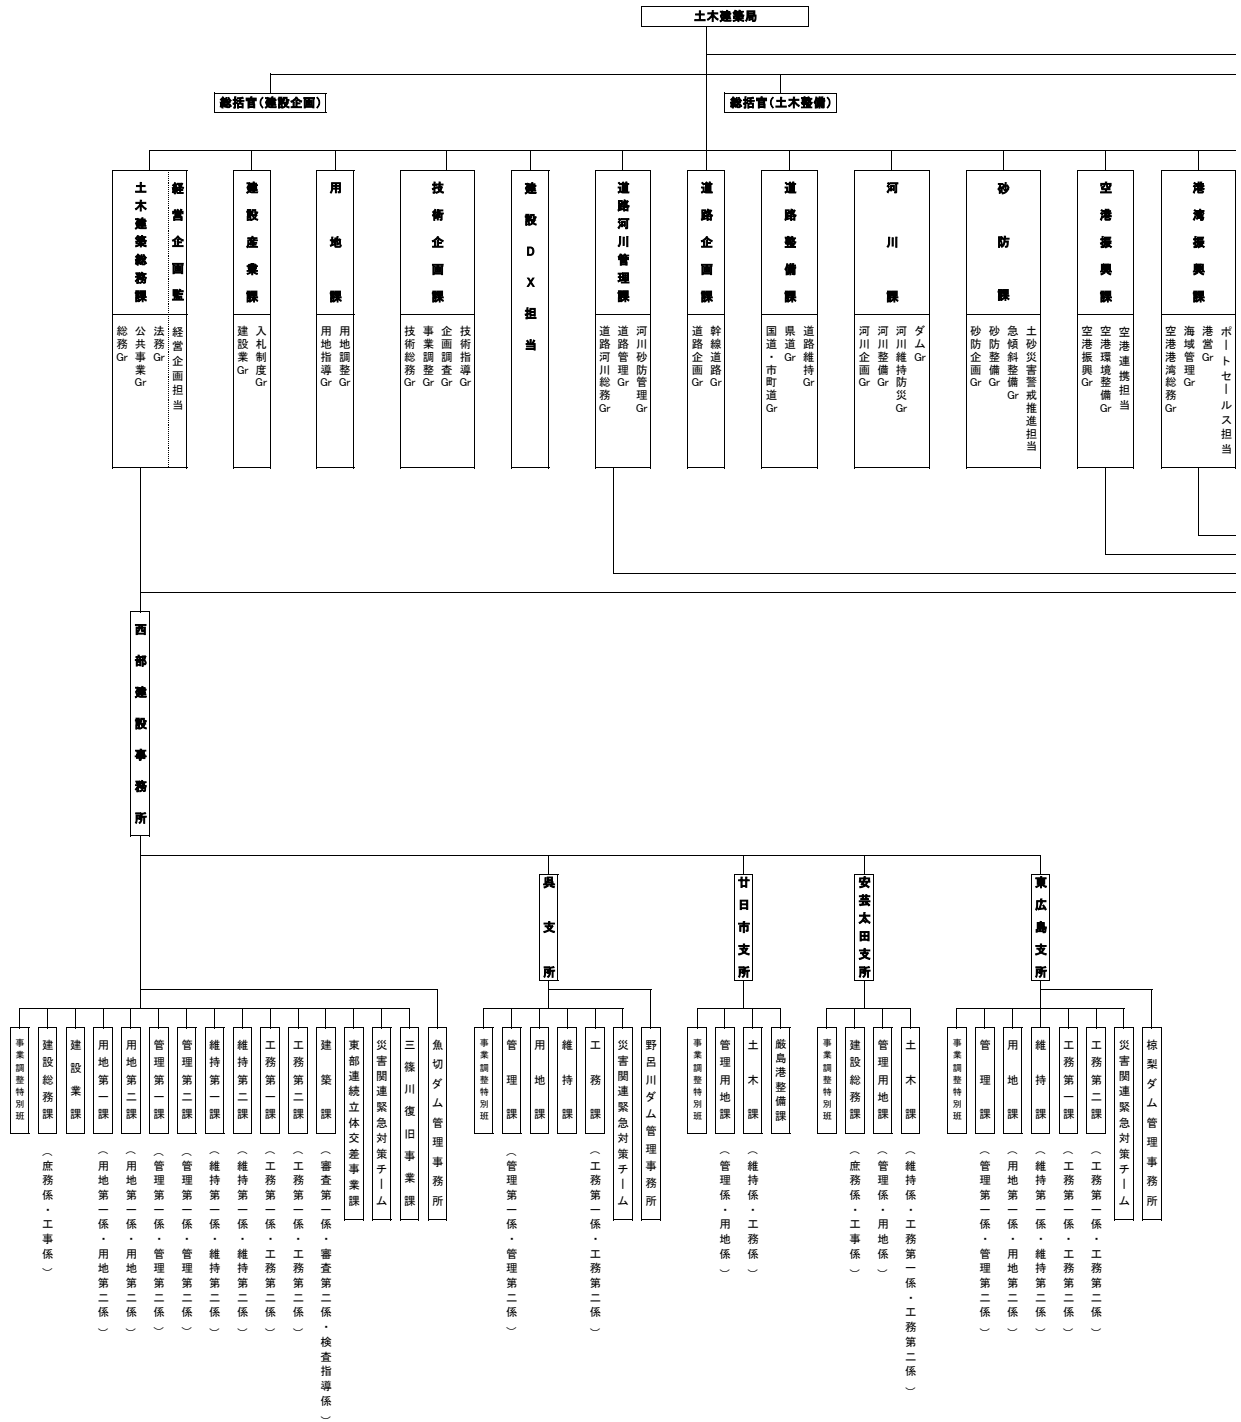 土木建築局
総括官（建設企画）
総括官（土木整備）
土木建築総務課
経営企画監
建設産業課
用地課
技術企画課
建設DX担当
道路河川管理課
道路企画課
道路整備課
河川課
砂防課
空港振興課
港湾振興課
総務Gr
公共事業Gr
法務Gr
経営企画担当
建設業Gr
入札制度Gr
用地指導Gr
用地調整Gr
技術総務Gr
事業調整Gr
企画調査Gr
技術指導Gr
道路河川総務Gr
道路管理Gr
河川砂防管理Gr
道路企画Gr
幹線道路Gr
国道・市町道Gr
県道Gr
道路維持Gr
河川企画Gr
河川整備Gr
河川維持防災Gr
ダムGr
砂防企画Gr
砂防整備Gr
急傾斜整備Gr
土砂災害警戒推進担当
空港振興Gr
空港環境整備Gr
空港連携担当
空港港湾総務Gr
海域管理Gr
港営Gr
ポートセールス担当
西部建設事務所
呉支所
廿日市支所
安芸太田支所
東広島支所
事業調整特別班
建設総務課（庶務係・工事係）
建設業課
用地第一課（用地第一係・用地第二係）
用地第二課（用地第一係・用地第二係）
管理第一課（管理第一係・管理第二係）
管理第二課（管理第一係・管理第二係）
維持第一課（維持第一係・維持第二係）
維持第二課（維持第一係・維持第二係）
工務第一課（工務第一係・工務第二係）
工務第二課（工務第一係・工務第二係）
建築課（審査第一係・審査第二係・検査指導係）
東部連続立体交差事業課
災害関連緊急対策チーム
三篠川復旧事業課
魚切ダム管理事務所
事業調整特別班
管理課（管理第一係・管理第二係）
用地課
維持課
工務課（工務第一係・工務第二係）
災害関連緊急対策チーム
野呂川ダム管理事務所
事業調整特別班
管理用地課（管理係・用地係）
土木課（維持係・工務係）
厳島港整備課
事業調整特別班
建設総務課（庶務係・工事係）
管理用地課（管理係・用地係）
土木課（維持係・工務第一係・工務第二係）
事業調整特別班
管理課（管理第一係・管理第二係）
用地課（用地第一係・用地第二係）
維持課（維持第一係・維持第二係）
工務第一課（工務第一係・工務第二係）
工務第二課（工務第一係・工務第二係）
災害関連緊急対策チーム
椋梨ダム管理事務所